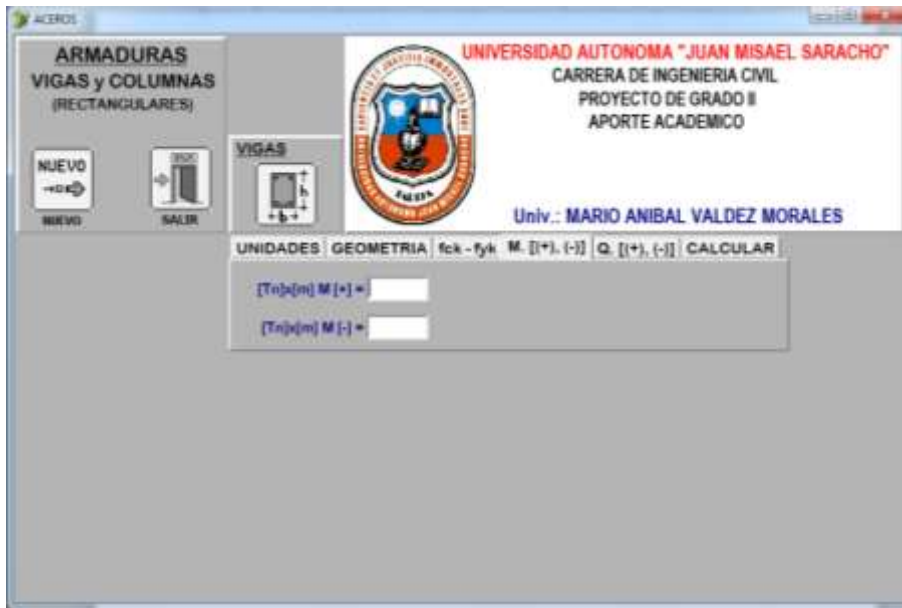 ACEROS
ARMADURAS
VIGAS y COLUMNAS
(RECTANGULARES)
NUEVO
NUEVO
SALIR
VIGAS
h
b
UNIVERSIDAD AUTONOMA "JUAN MISAEL SARACHO"
CARRERA DE INGENIERIA CIVIL
PROYECTO DE GRADO II
APORTE ACADEMICO
Univ.: MARIO ANIBAL VALDEZ MORALES
UNIDADES GEOMETRIA fck - fyk M. [(+), (-)] Q. [(+), (-)] CALCULAR
[Tn]x[m] M [+] =
[Tn]x[m] M [-] =